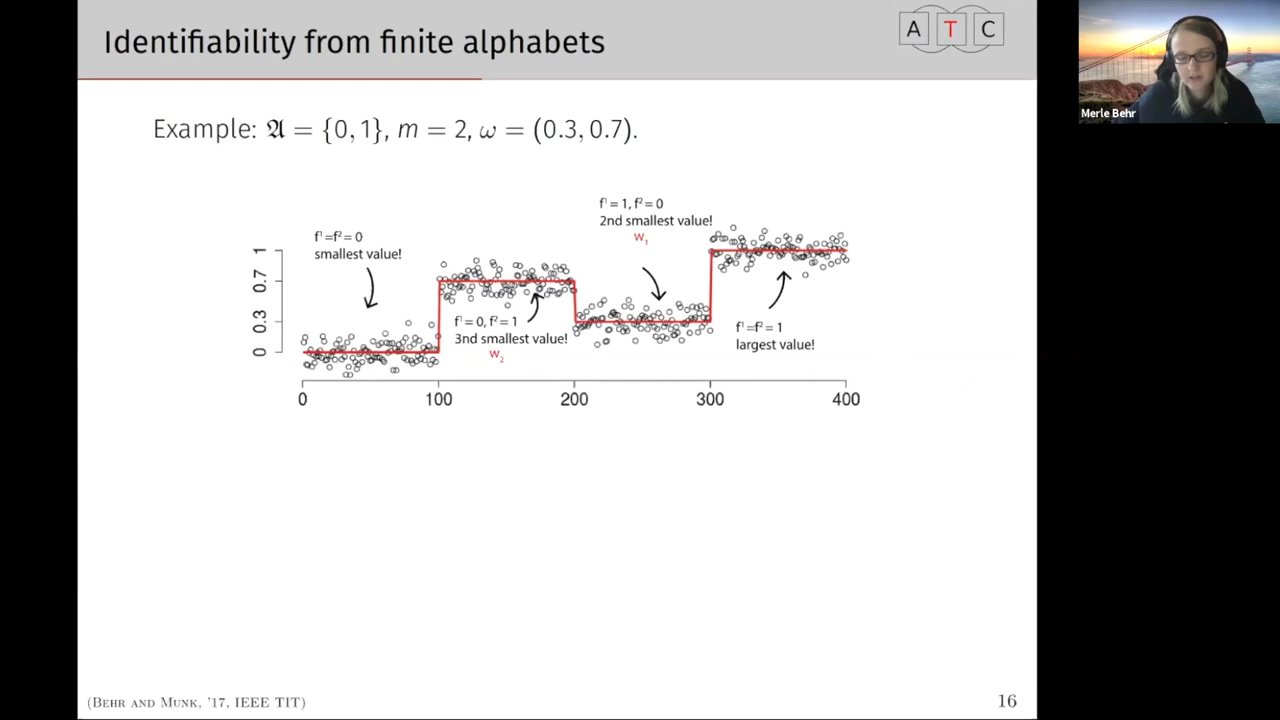 Identifiability from finite alphabets
A T C
Merle Behr
Example: 𝔄 = {0, 1}, m = 2, ω = (0.3, 0.7).
f¹ = 1, f² = 0
2nd smallest value!
w₁
f¹=f² = 0
smallest value!
1
0.7
0.3
0
f¹ = 0, f² = 1
3nd smallest value!
w₂
f¹=f² = 1
largest value!
0 100 200 300 400
(Behr and Munk, '17, IEEE TIT)
16